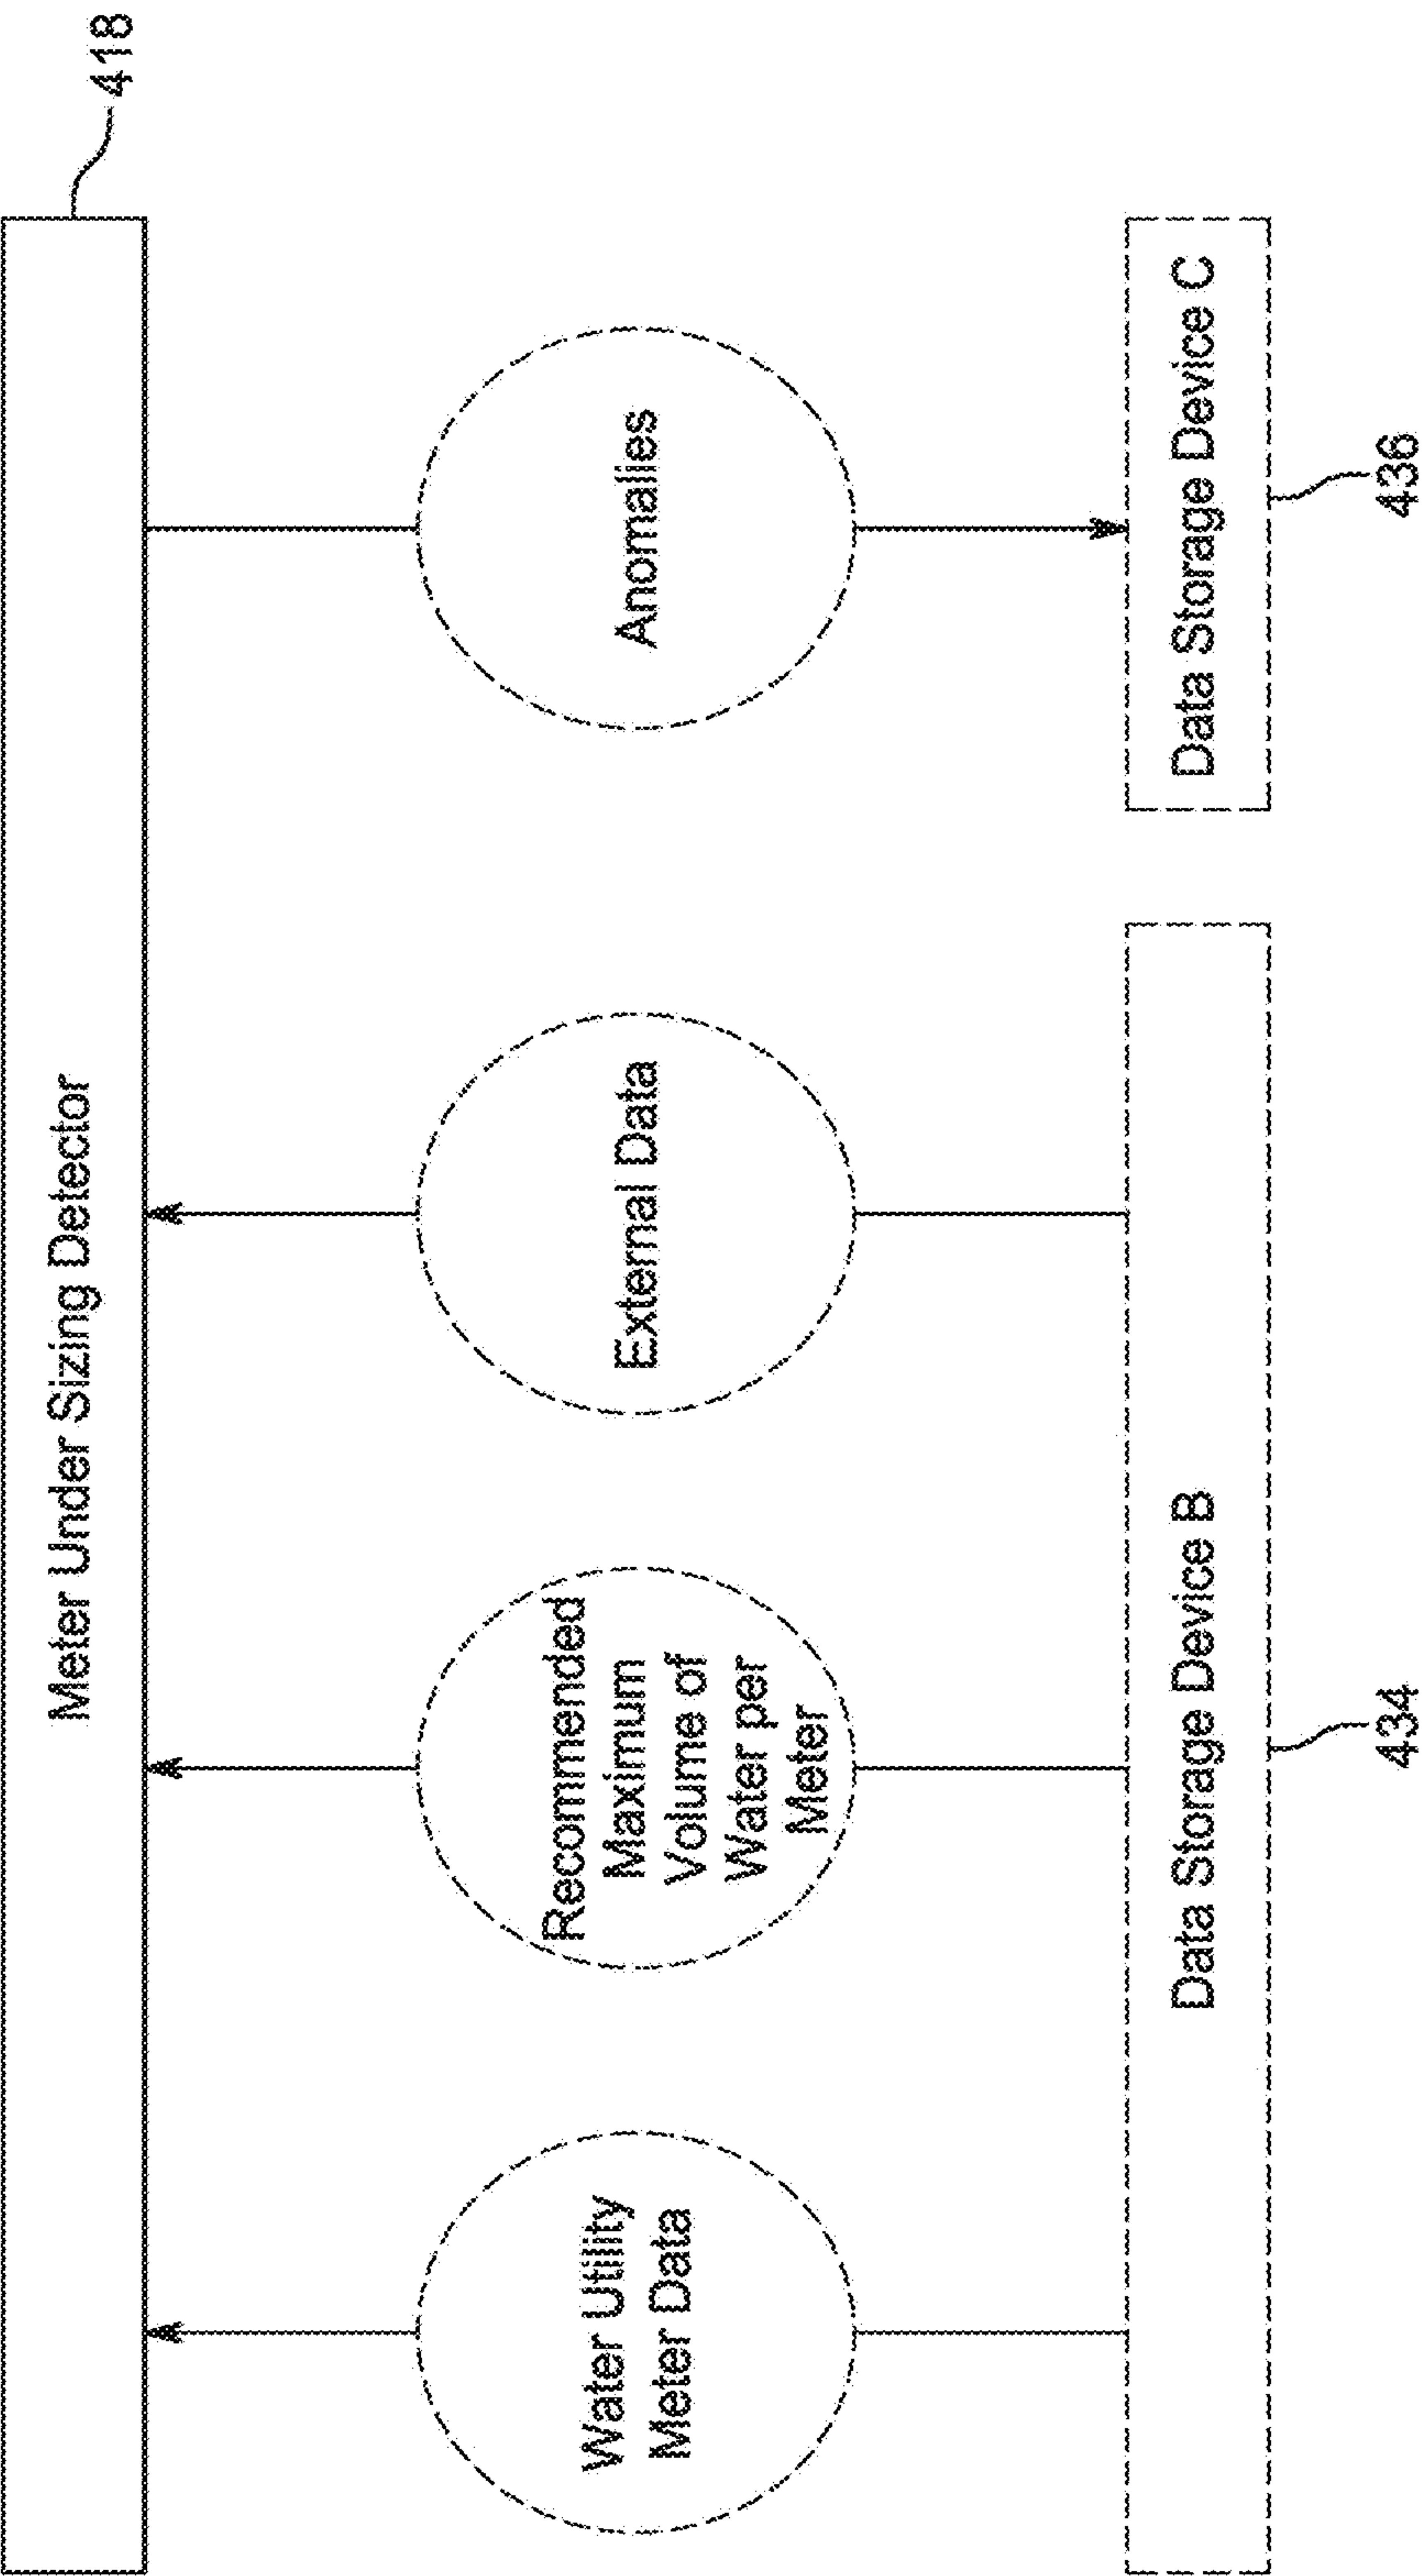 Meter Under Sizing Detector
418
Water Utility
Meter Data
Recommended
Maximum
Volume of
Water per
Meter
External Data
Anomalies
Data Storage Device B
434
Data Storage Device C
436